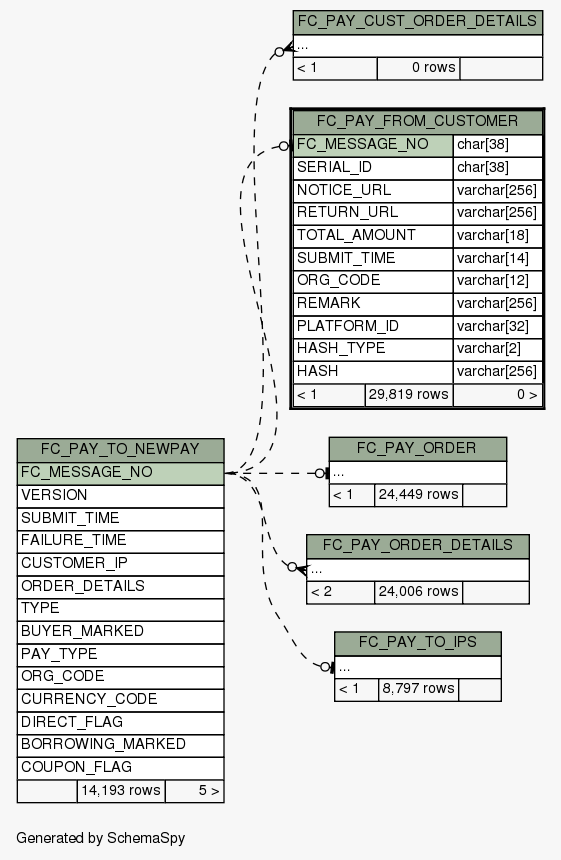 FC_PAY_CUST_ORDER_DETAILS
...
< 1 0 rows
FC_PAY_FROM_CUSTOMER
FC_MESSAGE_NO char[38]
SERIAL_ID char[38]
NOTICE_URL varchar[256]
RETURN_URL varchar[256]
TOTAL_AMOUNT varchar[18]
SUBMIT_TIME varchar[14]
ORG_CODE varchar[12]
REMARK varchar[256]
PLATFORM_ID varchar[32]
HASH_TYPE varchar[2]
HASH varchar[256]
< 1 29,819 rows 0 >
FC_PAY_TO_NEWPAY
FC_MESSAGE_NO
VERSION
SUBMIT_TIME
FAILURE_TIME
CUSTOMER_IP
ORDER_DETAILS
TYPE
BUYER_MARKED
PAY_TYPE
ORG_CODE
CURRENCY_CODE
DIRECT_FLAG
BORROWING_MARKED
COUPON_FLAG
14,193 rows 5 >
FC_PAY_ORDER
...
< 1 24,449 rows
FC_PAY_ORDER_DETAILS
...
< 2 24,006 rows
FC_PAY_TO_IPS
...
< 1 8,797 rows
Generated by SchemaSpy